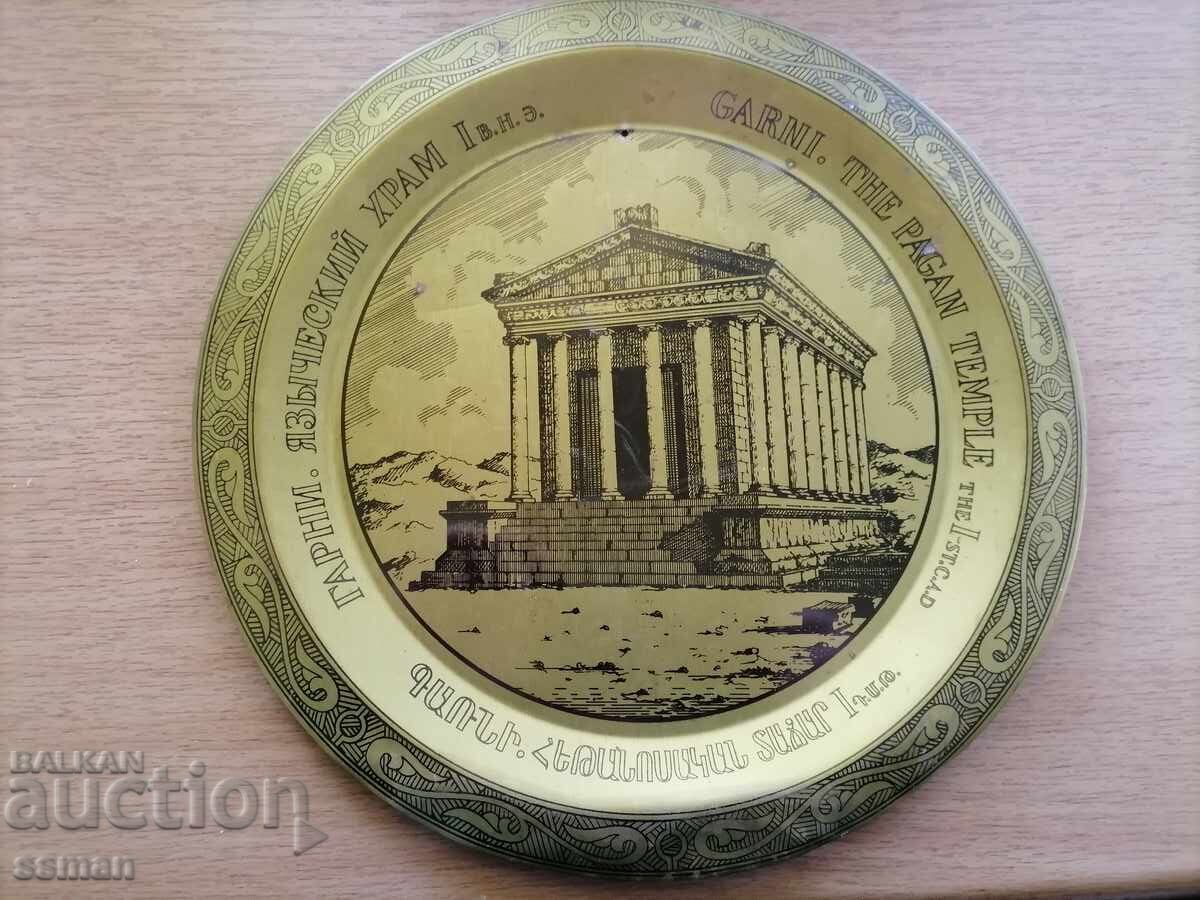 ГАРНИ. ЯЗЫЧЕСКИЙ ХРАМ I в.н.э.
GARNI. THE PAGAN TEMPLE THE I-ST.C.A.D
ԳԱՌՆԻ. ՀԵԹԱՆՈՍԱԿԱՆ ՏԱՃԱՐ I դ.մ.թ.
BALKAN
auction
ssman